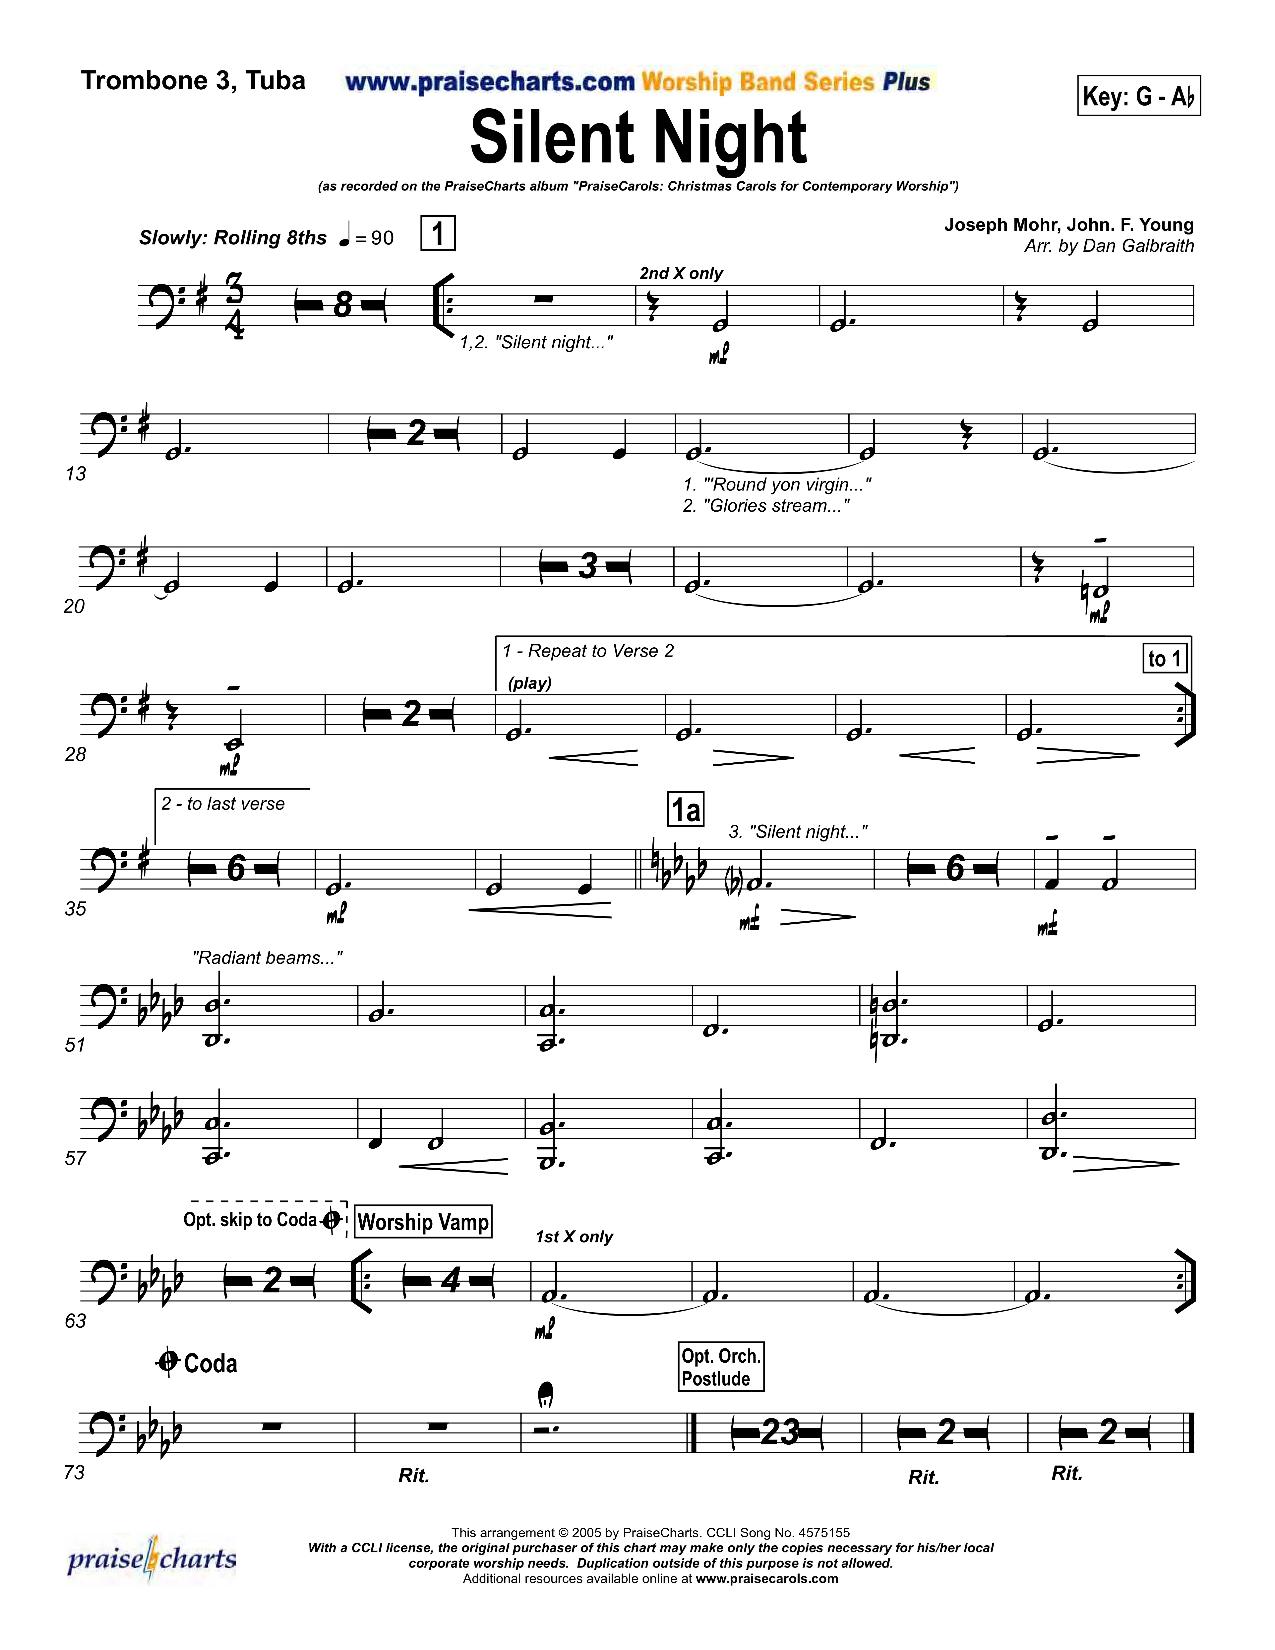 Trombone 3, Tuba
www.praisecharts.com Worship Band Series Plus
Key: G - A♭
Silent Night
(as recorded on the PraiseCharts album "PraiseCarols: Christmas Carols for Contemporary Worship")
Joseph Mohr, John. F. Young
Slowly: Rolling 8ths ♩ = 90
1
Arr. by Dan Galbraith
2nd X only
3
4
8
1,2. "Silent night..."
mp
2
13
1. "'Round yon virgin..."
2. "Glories stream..."
3
20
mp
1 - Repeat to Verse 2
to 1
(play)
2
28
mp
2 - to last verse
1a
3. "Silent night..."
6
(♭)
6
35
mp
mf
mf
"Radiant beams..."
51
57
Opt. skip to Coda
Worship Vamp
1st X only
2
4
63
mp
Coda
Opt. Orch.
Postlude
23
2
2
73
Rit.
Rit.
Rit.
This arrangement © 2005 by PraiseCharts. CCLI Song No. 4575155
With a CCLI license, the original purchaser of this chart may make only the copies necessary for his/her local
corporate worship needs. Duplication outside of this purpose is not allowed.
Additional resources available online at www.praisecarols.com
praisecharts